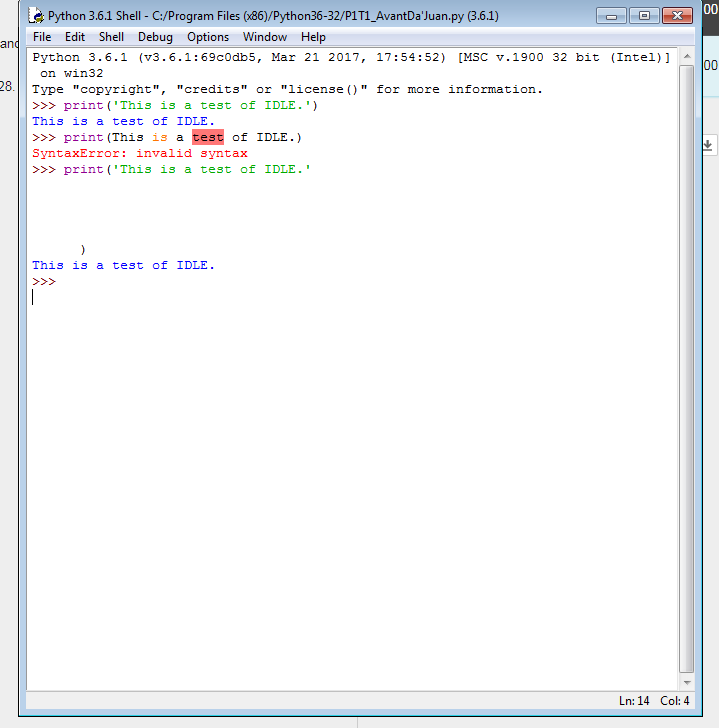 Python 3.6.1 Shell - C:/Program Files (x86)/Python36-32/P1T1_AvantDa'Juan.py (3.6.1)
00
File Edit Shell Debug Options Window Help
and
Python 3.6.1 (v3.6.1:69c0db5, Mar 21 2017, 17:54:52) [MSC v.1900 32 bit (Intel)]
on win32
00
28.
Type "copyright", "credits" or "license()" for more information.
>>> print('This is a test of IDLE.')
This is a test of IDLE.
>>> print(This is a test of IDLE.)
SyntaxError: invalid syntax
>>> print('This is a test of IDLE.'
)
This is a test of IDLE.
>>>
Ln: 14 Col: 4